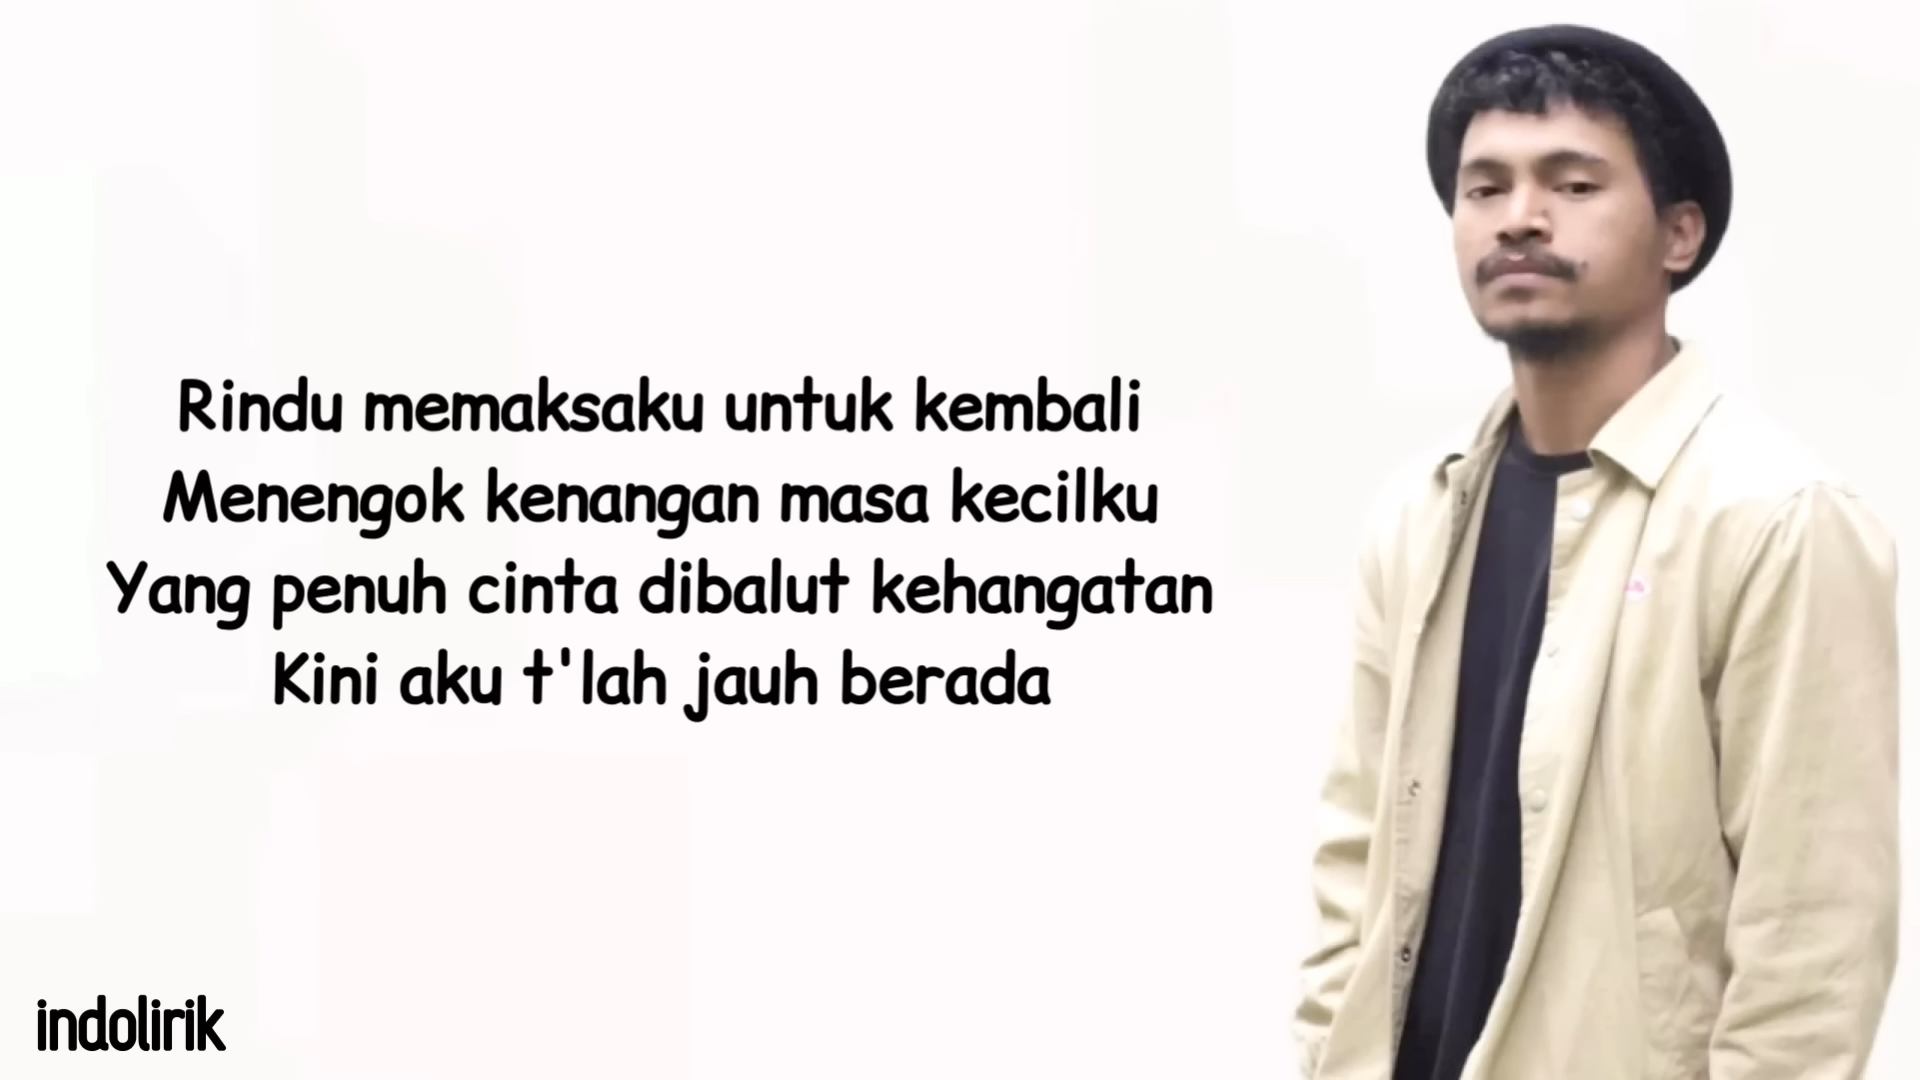 Rindu memaksaku untuk kembali
Menengok kenangan masa kecilku
Yang penuh cinta dibalut kehangatan
Kini aku t'lah jauh berada
indolirik